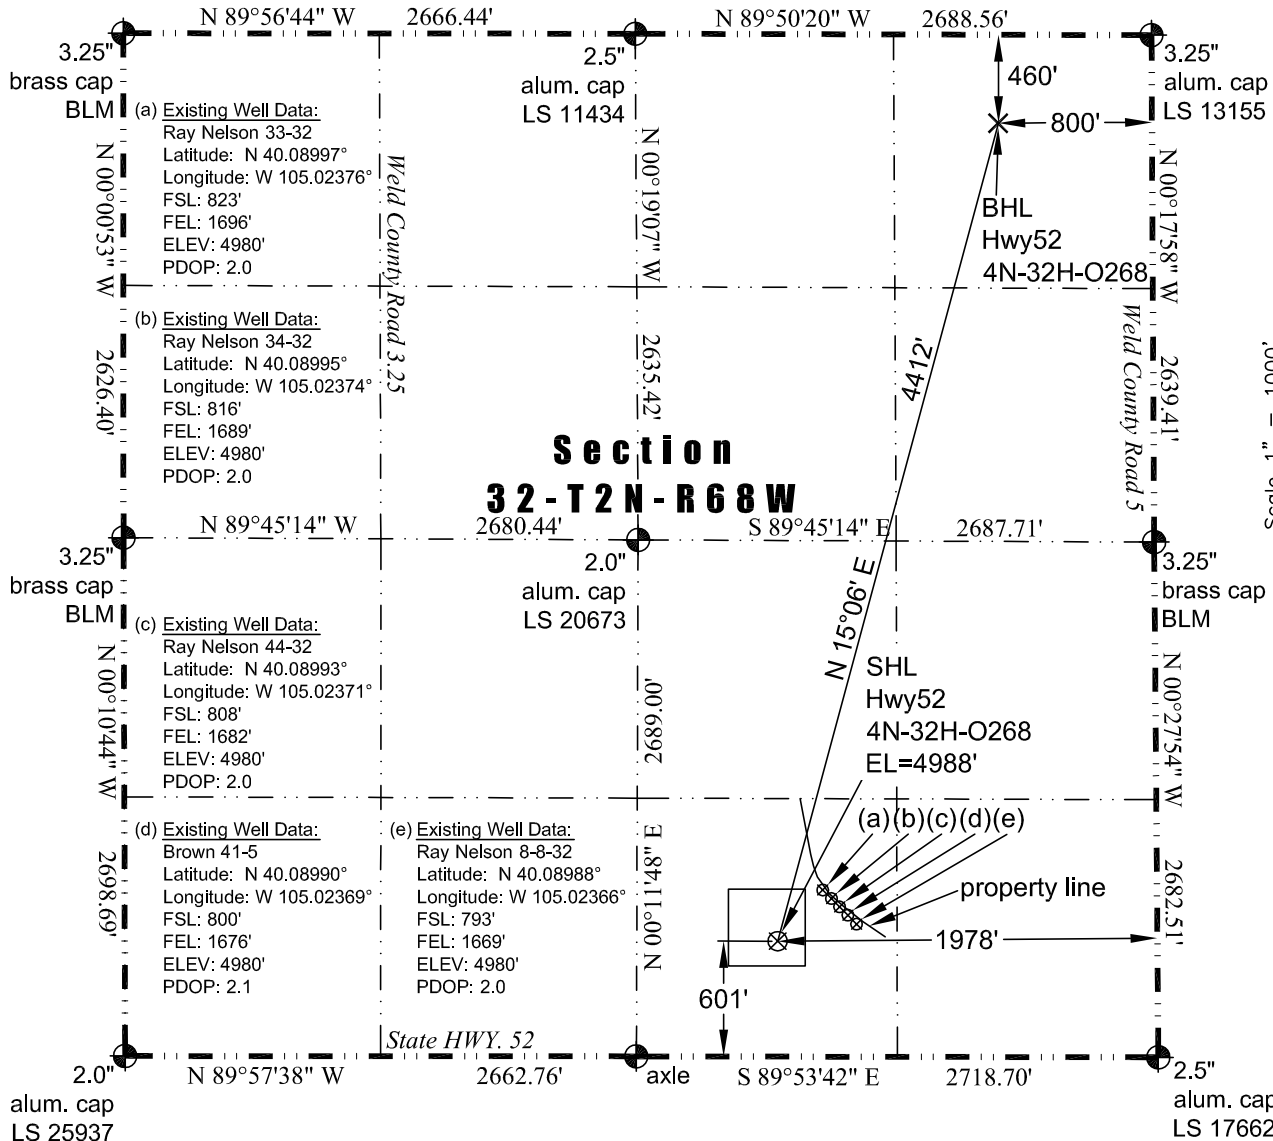 N 89°56'44" W 2666.44' N 89°50'20" W 2688.56'
3.25"
brass cap
BLM
2.5"
alum. cap
LS 11434
3.25"
alum. cap
LS 13155
460'
800'
(a) Existing Well Data:
Ray Nelson 33-32
Latitude: N 40.08997°
Longitude: W 105.02376°
FSL: 823'
FEL: 1696'
ELEV: 4980'
PDOP: 2.0
N 00°00'53" W
2626.40'
Weld County Road 3.25
N 00°19'07" W
2635.42'
BHL
Hwy52
4N-32H-O268
N 00°17'58" W
2639.41'
Weld County Road 5
(b) Existing Well Data:
Ray Nelson 34-32
Latitude: N 40.08995°
Longitude: W 105.02374°
FSL: 816'
FEL: 1689'
ELEV: 4980'
PDOP: 2.0
4412'
Section
32-T2N-R68W
N 89°45'14" W 2680.44' S 89°45'14" E 2687.71'
3.25"
brass cap
BLM
2.0"
alum. cap
LS 20673
3.25"
brass cap
BLM
N 15°06' E
(c) Existing Well Data:
Ray Nelson 44-32
Latitude: N 40.08993°
Longitude: W 105.02371°
FSL: 808'
FEL: 1682'
ELEV: 4980'
PDOP: 2.0
N 00°10'44" W
2698.69'
2689.00'
N 00°11'48" E
SHL
Hwy52
4N-32H-O268
EL=4988'
N 00°27'54" W
2682.51'
(a)(b)(c)(d)(e)
property line
(d) Existing Well Data:
Brown 41-5
Latitude: N 40.08990°
Longitude: W 105.02369°
FSL: 800'
FEL: 1676'
ELEV: 4980'
PDOP: 2.1
(e) Existing Well Data:
Ray Nelson 8-8-32
Latitude: N 40.08988°
Longitude: W 105.02366°
FSL: 793'
FEL: 1669'
ELEV: 4980'
PDOP: 2.0
1978'
601'
State HWY. 52
N 89°57'38" W 2662.76' axle S 89°53'42" E 2718.70'
2.0"
alum. cap
LS 25937
2.5"
alum. cap
LS 17662